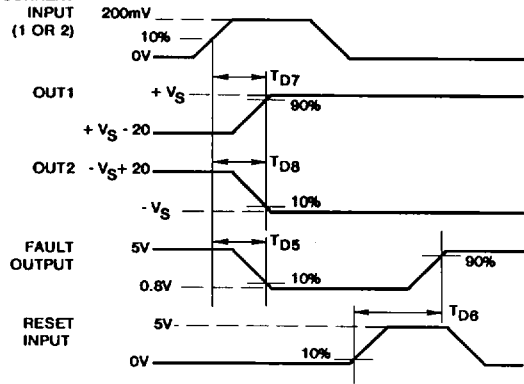 INPUT
(1 OR 2)
200mV
10%
0V
TD7
OUT1
+ VS
90%
+ VS - 20
OUT2
- VS+ 20
TD8
10%
- VS
FAULT
OUTPUT
5V
TD5
0.8V
10%
90%
RESET
INPUT
5V
TD6
10%
0V